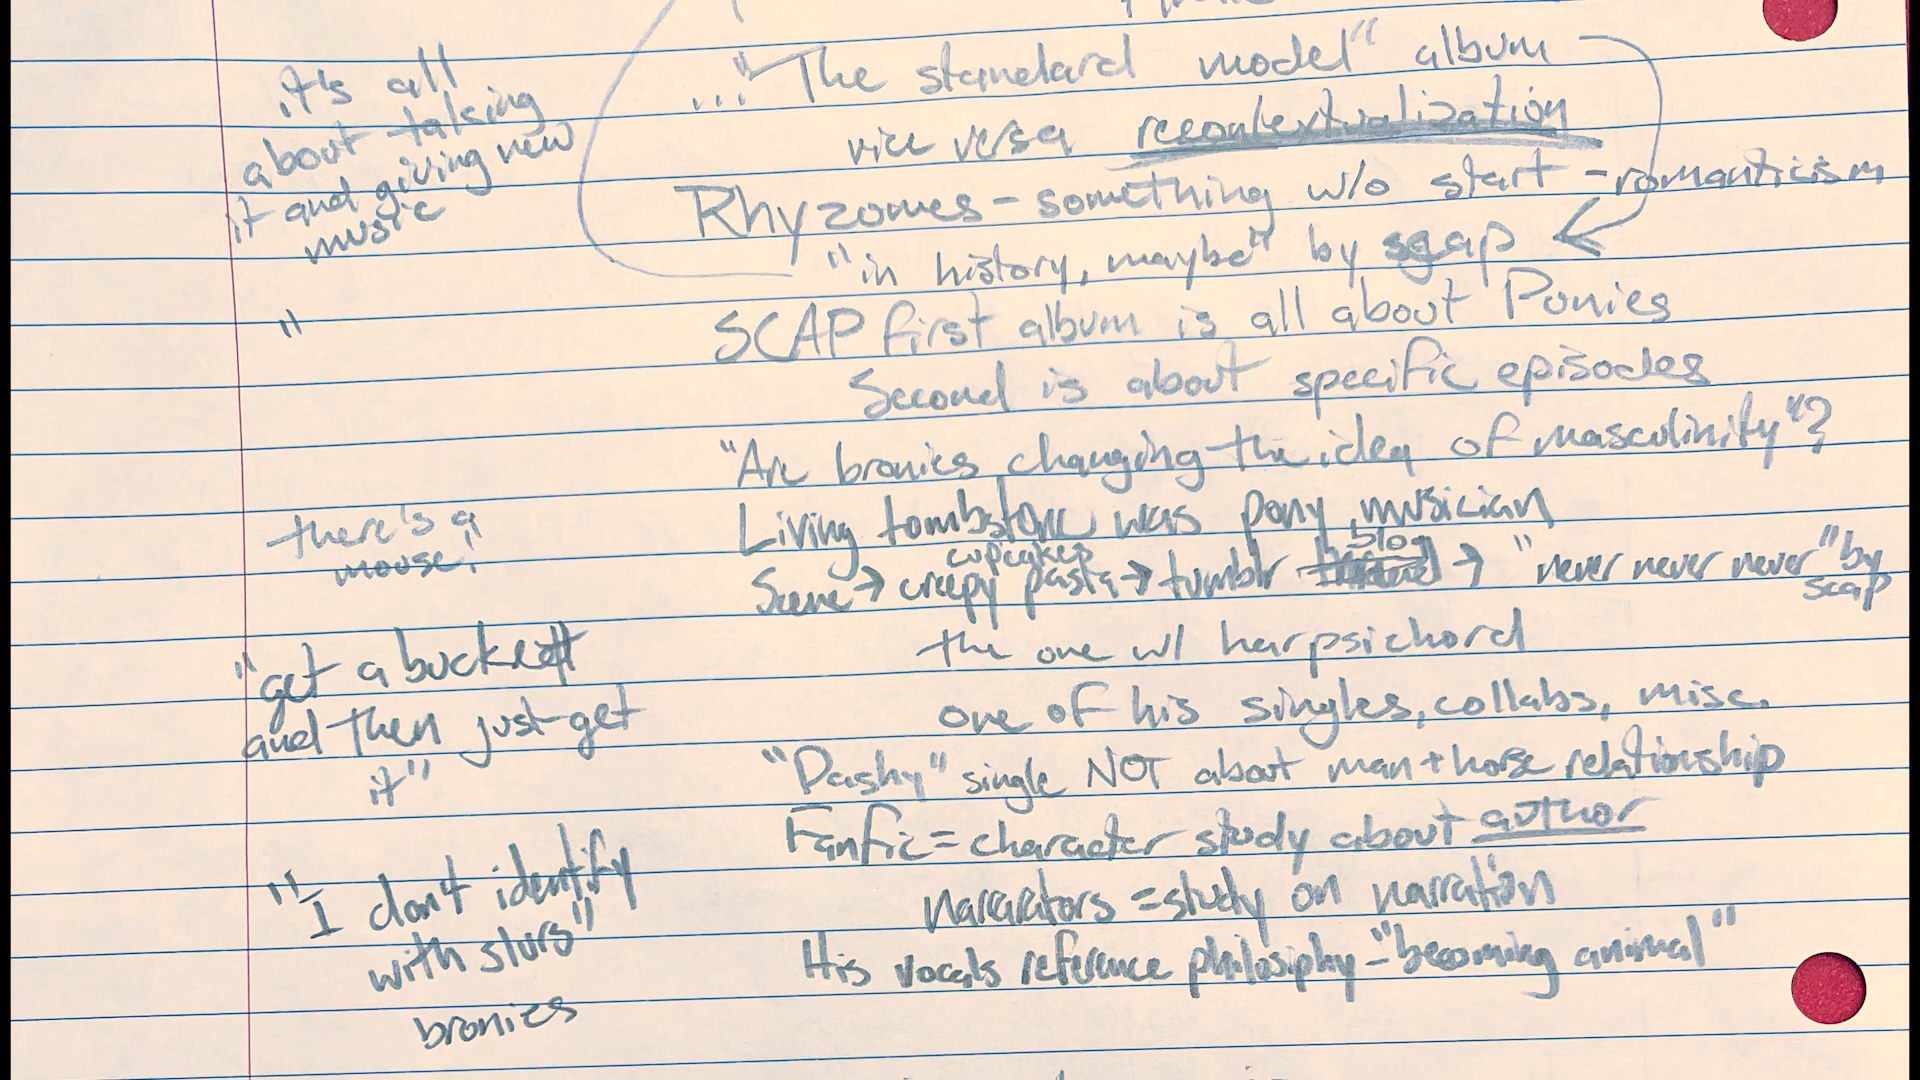 ... "The standard model" album
vice versa recontextualization
Rhyzomes - something w/o start - romanticism
"in history, maybe" by scap
SCAP first album is all about Ponies
Second is about specific episodes
"Are bronies changing the idea of masculinity"?
Living tombstone was pony musician
cupcakes blog
Scene → creepy pasta → tumblr → "never never never" by
scap
the one w/ harpsichord
one of his singles, collabs, misc.
"Dashy" single NOT about man + horse relationship
Fanfic = character study about author
nararators = study on narration
His vocals reference philosiphy - "becoming animal"
it's all
about taking
it and giving new
music
"
there's a
mouse."
"get a buckett
and then just get
it"
"I don't identify
with slurs"
bronies